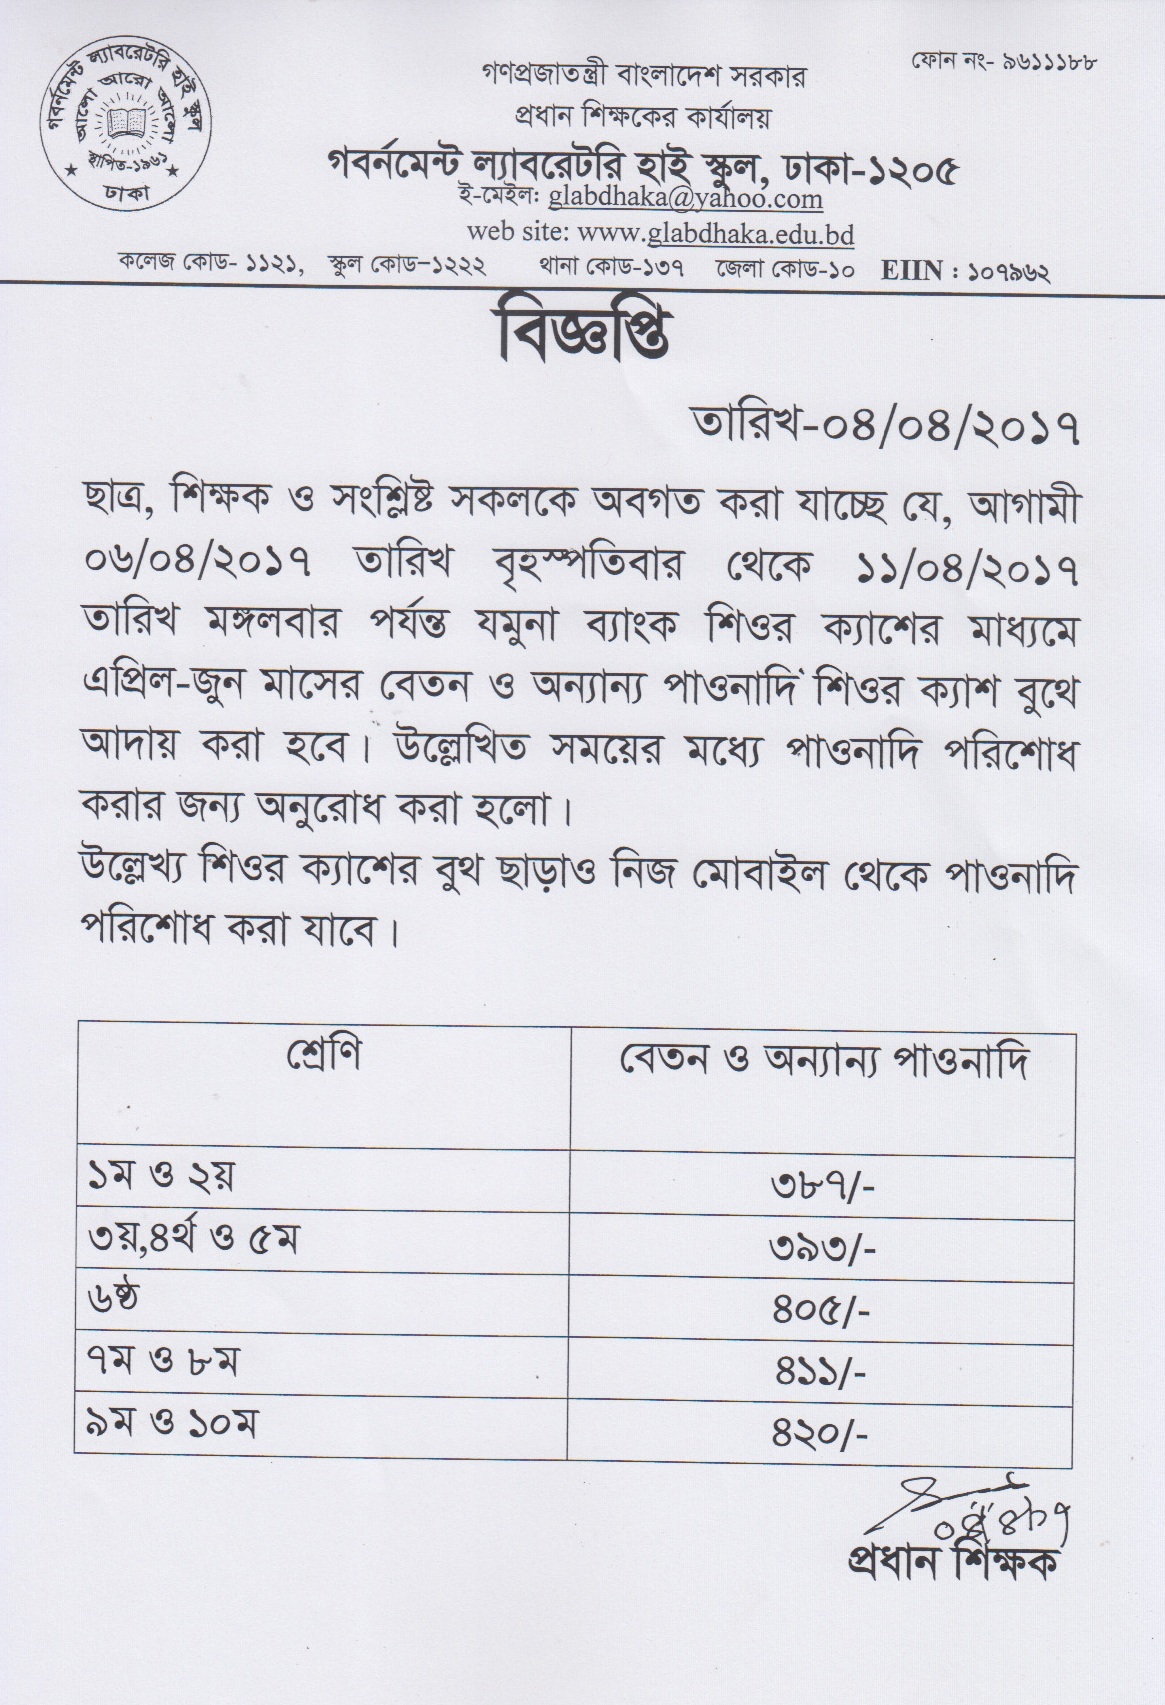 গবর্নমেন্ট ল্যাবরেটরি হাই স্কুল
আলো আরো আলো
স্থাপিত-১৯৬১
ঢাকা
ফোন নং- ৯৬১১১৮৮
গণপ্রজাতন্ত্রী বাংলাদেশ সরকার
প্রধান শিক্ষকের কার্যালয়
গবর্নমেন্ট ল্যাবরেটরি হাই স্কুল, ঢাকা-১২০৫
ই-মেইলঃ glabdhaka@yahoo.com
web site: www.glabdhaka.edu.bd
কলেজ কোড- ১১২১, স্কুল কোড-১২২২ থানা কোড-১৩৭ জেলা কোড-১০ EIIN : ১০৭৯৬২
বিজ্ঞপ্তি
তারিখ-০৪/০৪/২০১৭
ছাত্র, শিক্ষক ও সংশ্লিষ্ট সকলকে অবগত করা যাচ্ছে যে, আগামী
০৬/০৪/২০১৭ তারিখ বৃহস্পতিবার থেকে ১১/০৪/২০১৭
তারিখ মঙ্গলবার পর্যন্ত যমুনা ব্যাংক শিওর ক্যাশের মাধ্যমে
এপ্রিল-জুন মাসের বেতন ও অন্যান্য পাওনাদি শিওর ক্যাশ বুথে
আদায় করা হবে। উল্লেখিত সময়ের মধ্যে পাওনাদি পরিশোধ
করার জন্য অনুরোধ করা হলো।
উল্লেখ্য শিওর ক্যাশের বুথ ছাড়াও নিজ মোবাইল থেকে পাওনাদি
পরিশোধ করা যাবে।
শ্রেণি বেতন ও অন্যান্য পাওনাদি
১ম ও ২য় ৩৮৭/-
৩য়,৪র্থ ও ৫ম ৩৯৩/-
৬ষ্ঠ ৪০৫/-
৭ম ও ৮ম ৪১১/-
৯ম ও ১০ম ৪২০/-
প্রধান শিক্ষক